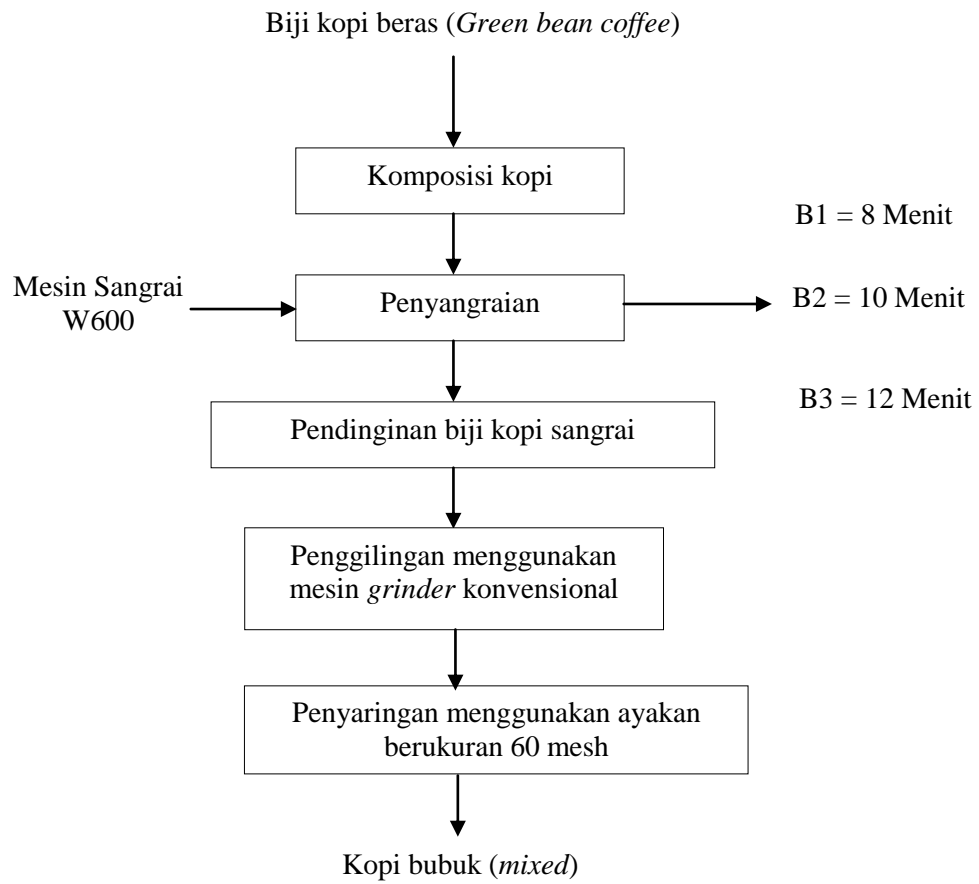 Biji kopi beras (Green bean coffee)
Komposisi kopi
B1 = 8 Menit
Mesin Sangrai
W600
Penyangraian
B2 = 10 Menit
B3 = 12 Menit
Pendinginan biji kopi sangrai
Penggilingan menggunakan
mesin grinder konvensional
Penyaringan menggunakan ayakan
berukuran 60 mesh
Kopi bubuk (mixed)